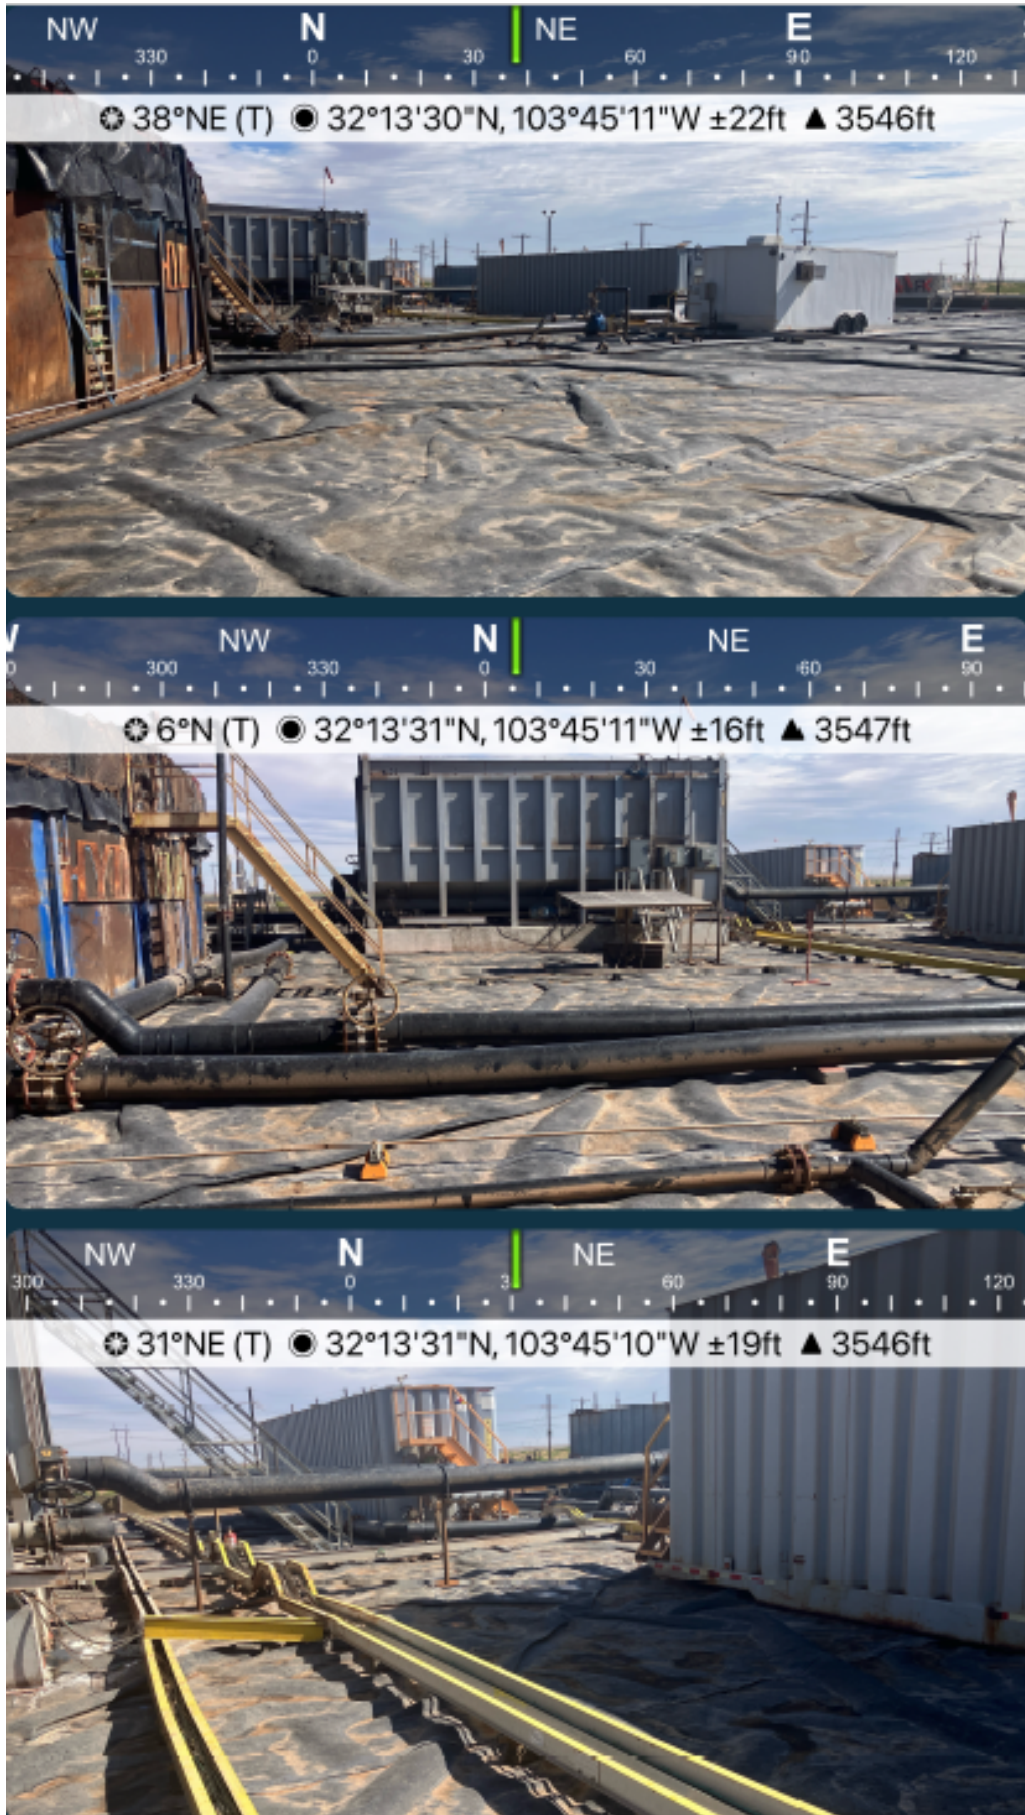 NW N NE E
330 0 30 60 90 120
38°NE (T) 32°13'30"N, 103°45'11"W ±22ft ▲ 3546ft
NW N NE E
300 330 0 30 60 90
6°N (T) 32°13'31"N, 103°45'11"W ±16ft ▲ 3547ft
NW N NE E
300 330 0 60 90 120
31°NE (T) 32°13'31"N, 103°45'10"W ±19ft ▲ 3546ft